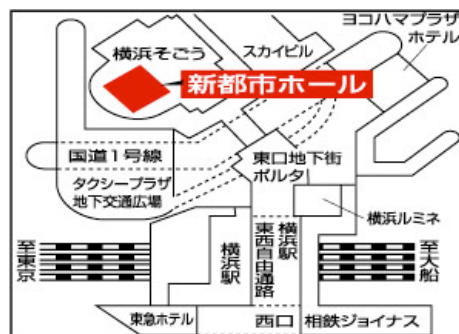 ヨコハマプラザ
ホテル
横浜そごう
スカイビル
新都市ホール
国道1号線
東口地下街
ポルタ
タクシープラザ
地下交通広場
横浜ルミネ
至東京
横浜駅
東西自由通路
横浜駅
至大船
東急ホテル
西口
相鉄ジョイナス